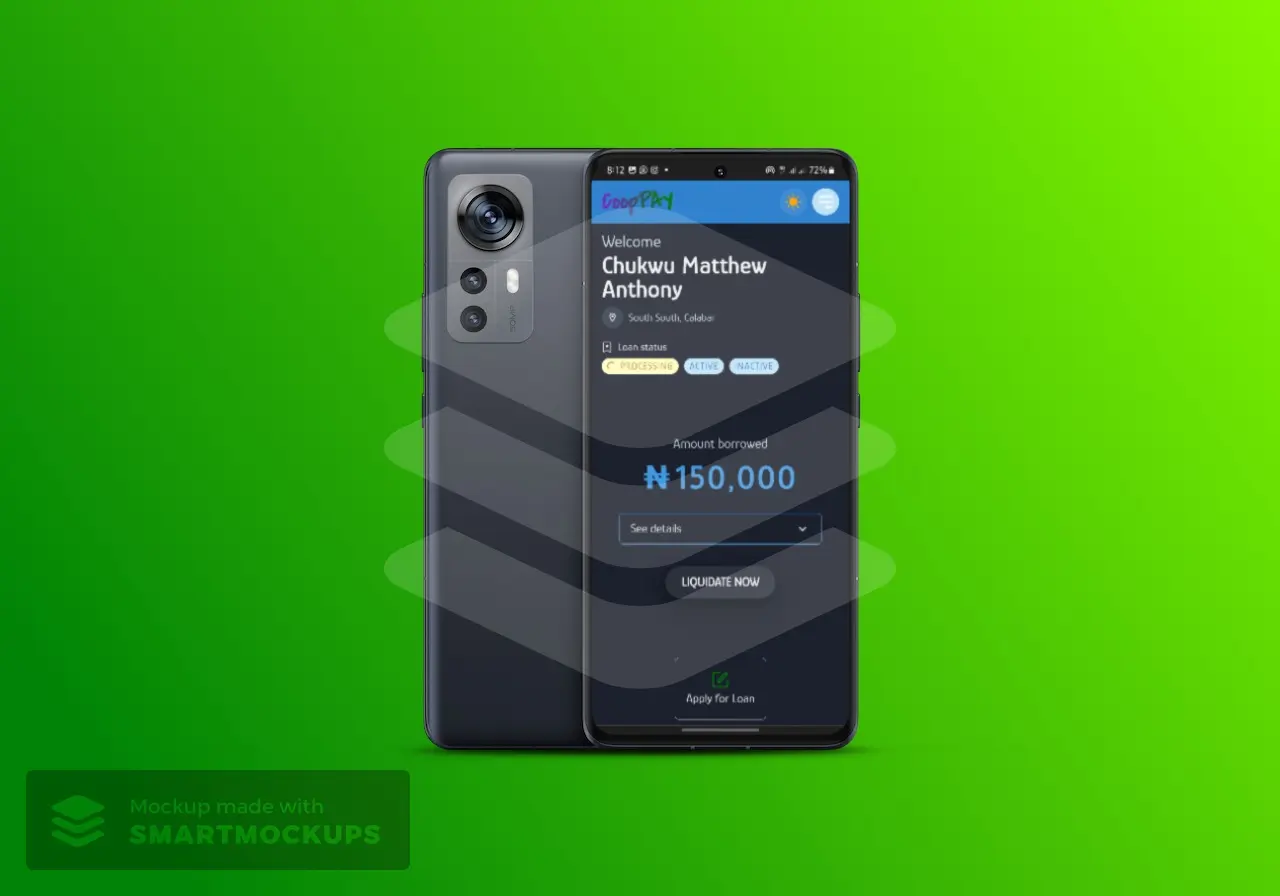 8:12
72%
GoopPAy
Welcome
Chukwu Matthew
Anthony
South South, Calabar
Loan status
PROCESSING ACTIVE INACTIVE
Amount borrowed
₦150,000
See details
LIQUIDATE NOW
Apply for Loan
Mockup made with
SMARTMOCKUPS